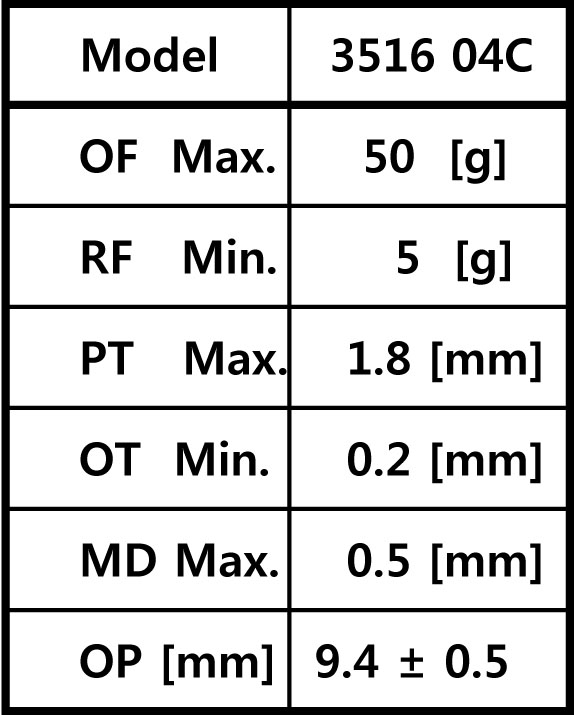 Model 3516 04C
OF Max. 50 [g]
RF Min. 5 [g]
PT Max. 1.8 [mm]
OT Min. 0.2 [mm]
MD Max. 0.5 [mm]
OP [mm] 9.4 ± 0.5